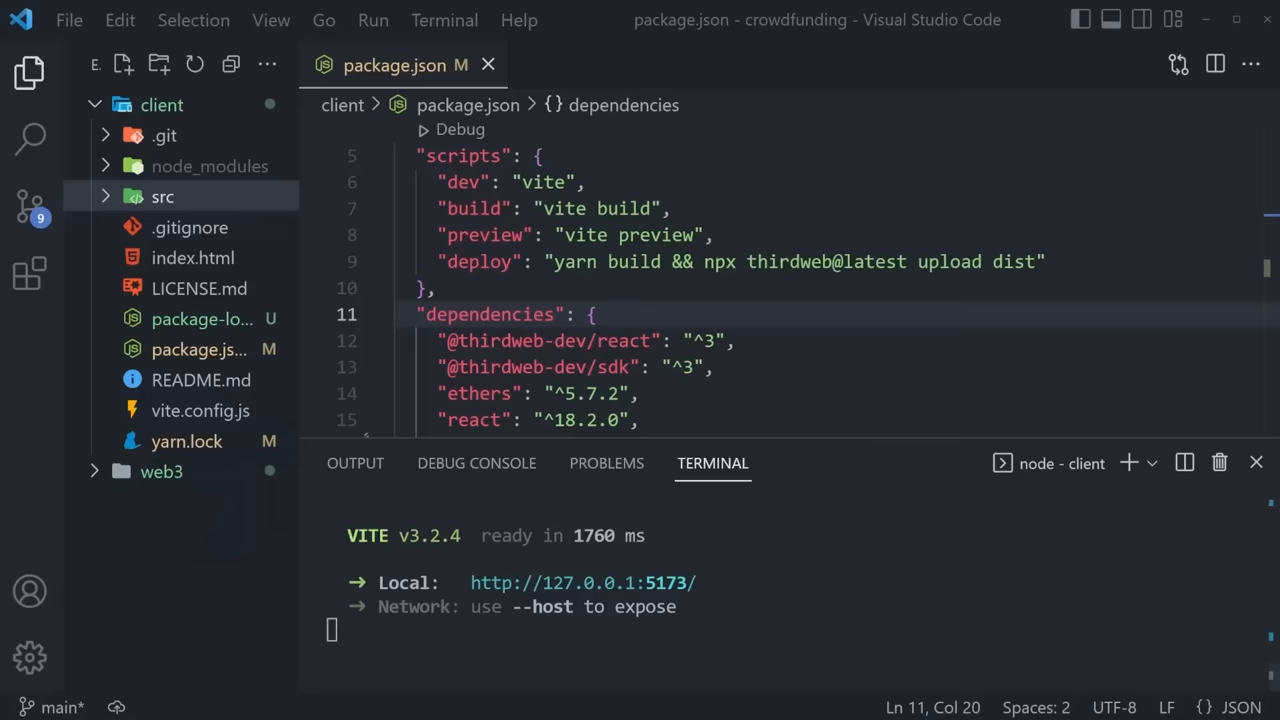 File Edit Selection View Go Run Terminal Help package.json - crowdfunding - Visual Studio Code
E.
package.json M
client
.git
node_modules
src
.gitignore
index.html
LICENSE.md
package-lo... U
package.js... M
README.md
vite.config.js
yarn.lock M
web3
9
client > package.json > {} dependencies
Debug
5 "scripts": {
6 "dev": "vite",
7 "build": "vite build",
8 "preview": "vite preview",
9 "deploy": "yarn build && npx thirdweb@latest upload dist"
10 },
11 "dependencies": {
12 "@thirdweb-dev/react": "^3",
13 "@thirdweb-dev/sdk": "^3",
14 "ethers": "^5.7.2",
15 "react": "^18.2.0",
OUTPUT DEBUG CONSOLE PROBLEMS TERMINAL node - client
VITE v3.2.4 ready in 1760 ms
➜ Local: http://127.0.0.1:5173/
➜ Network: use --host to expose
main* Ln 11, Col 20 Spaces: 2 UTF-8 LF {} JSON